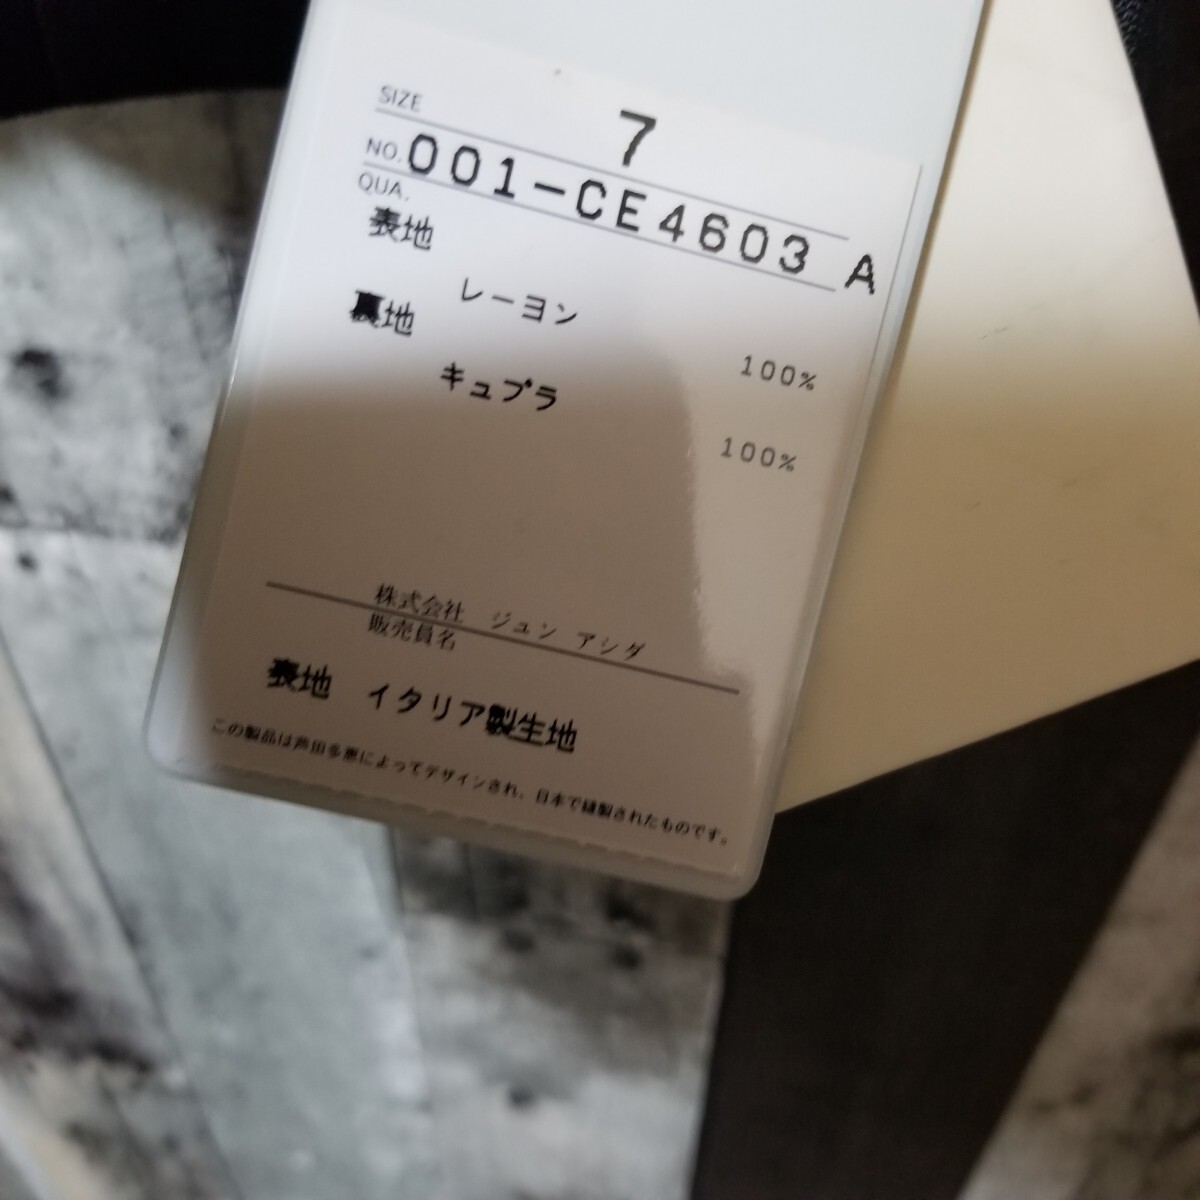 SIZE 7
NO. 001-CE4603 A
QUA.
表地
レーヨン 100%
裏地
キュプラ 100%
株式会社 ジュン アシダ
販売員名
表地 イタリア製生地
この製品は芦田多恵によってデザインされ、日本で縫製されたものです。